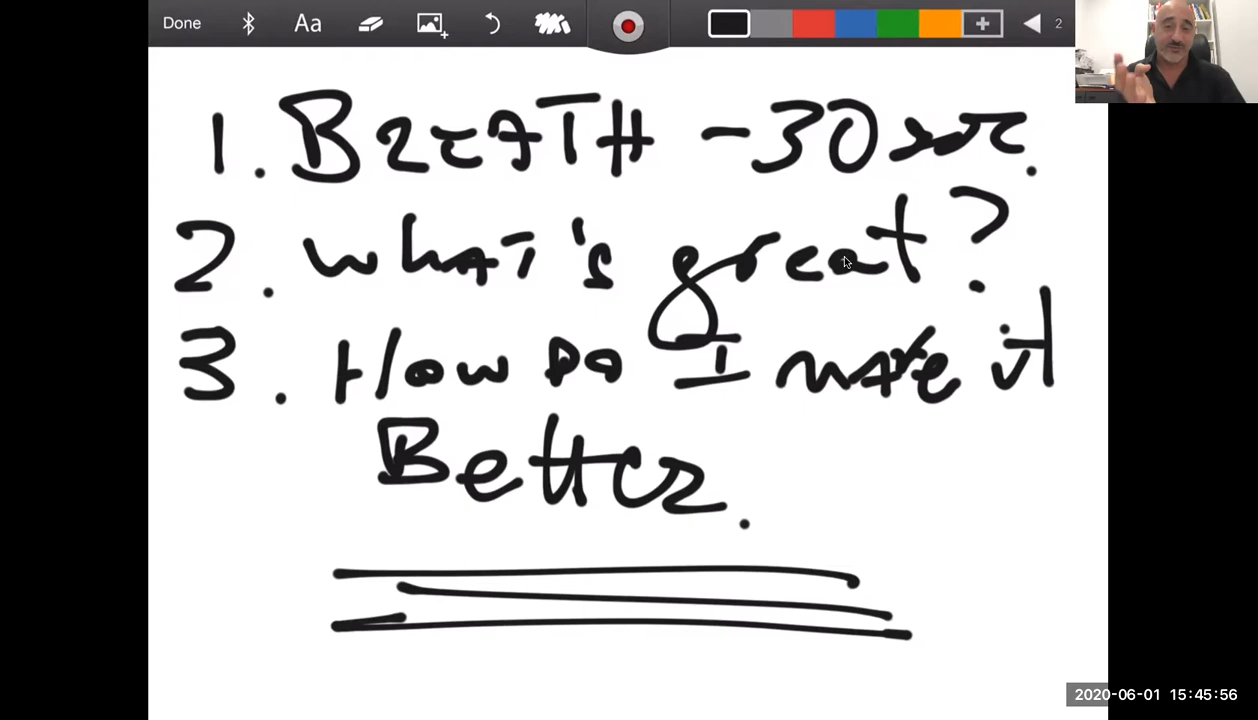 Done Aa 2
1. BREATH - 30 sec.
2. WHAT'S great?
3. How Do I make it
Better.
2020-06-01 15:45:56